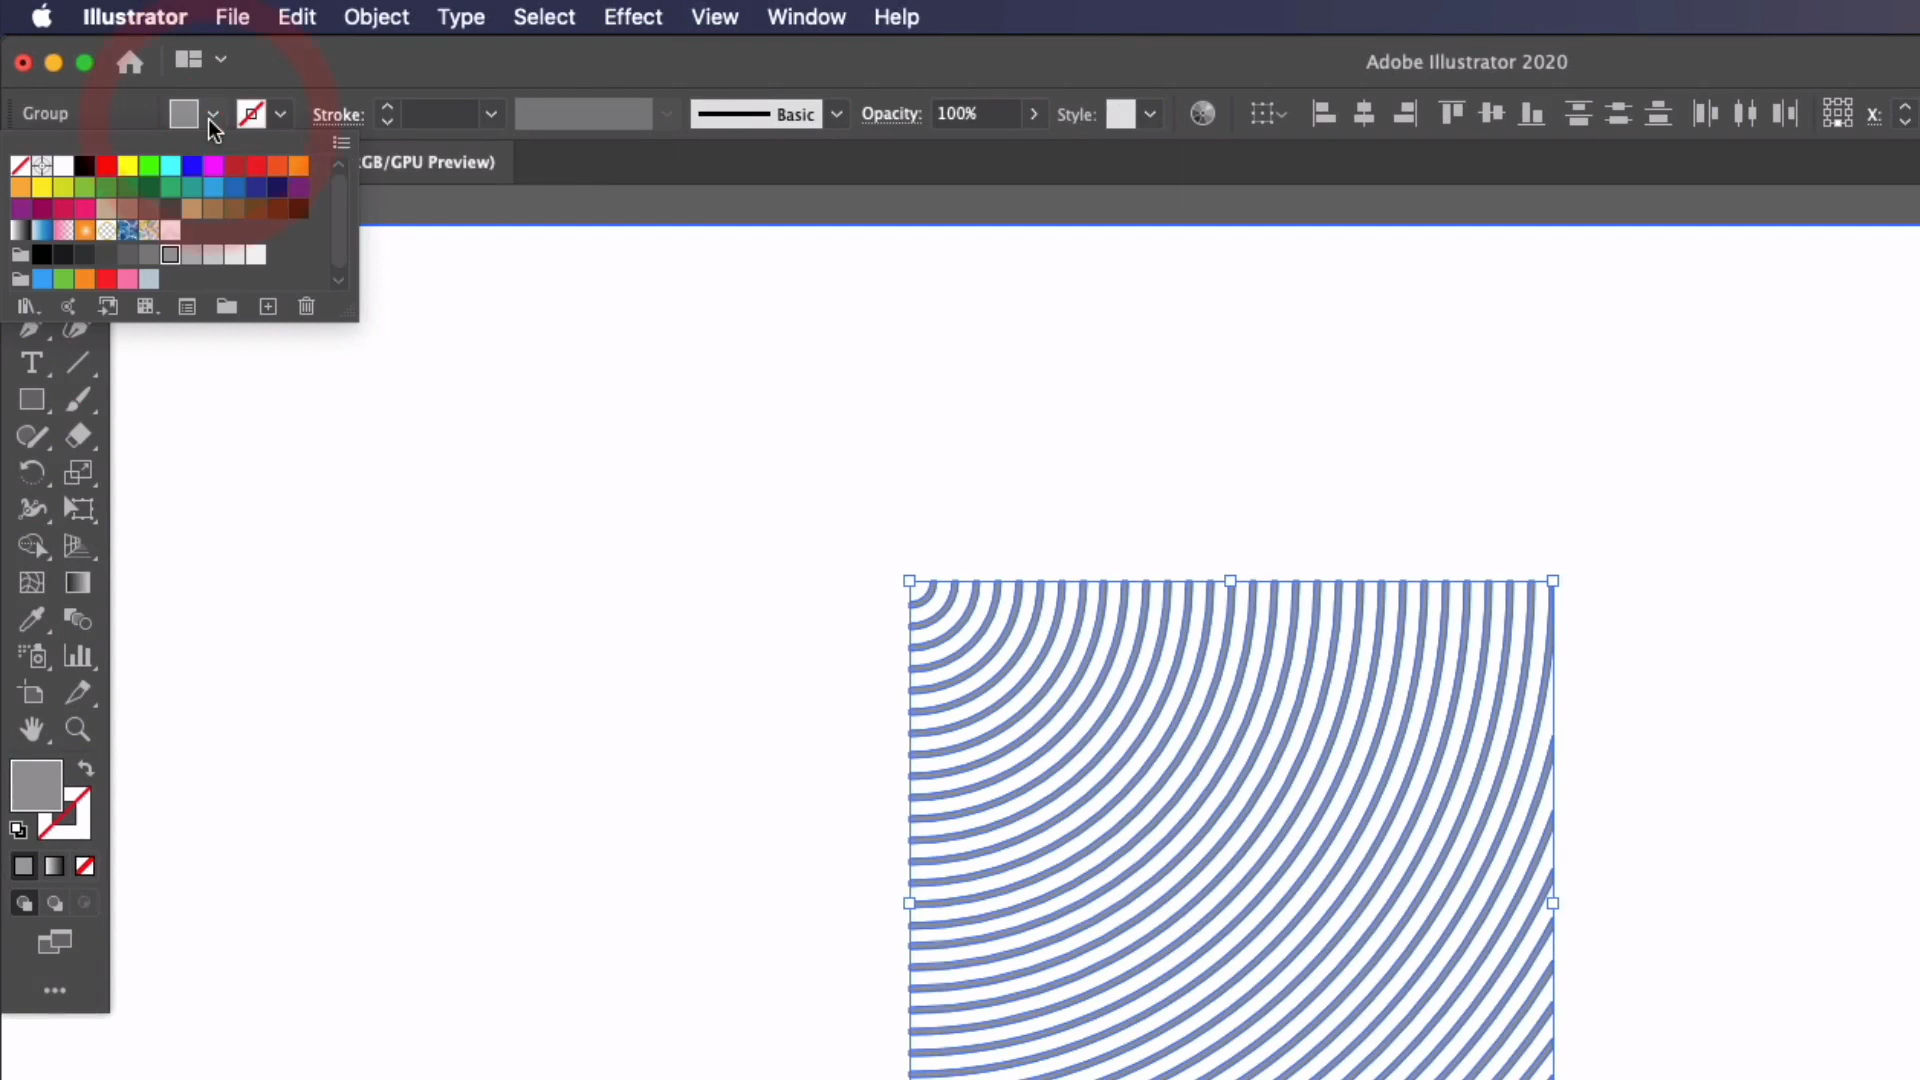 Illustrator File Edit Object Type Select Effect View Window Help
Adobe Illustrator 2020
Group Stroke: Basic Opacity: 100% Style: X:
GB/GPU Preview)